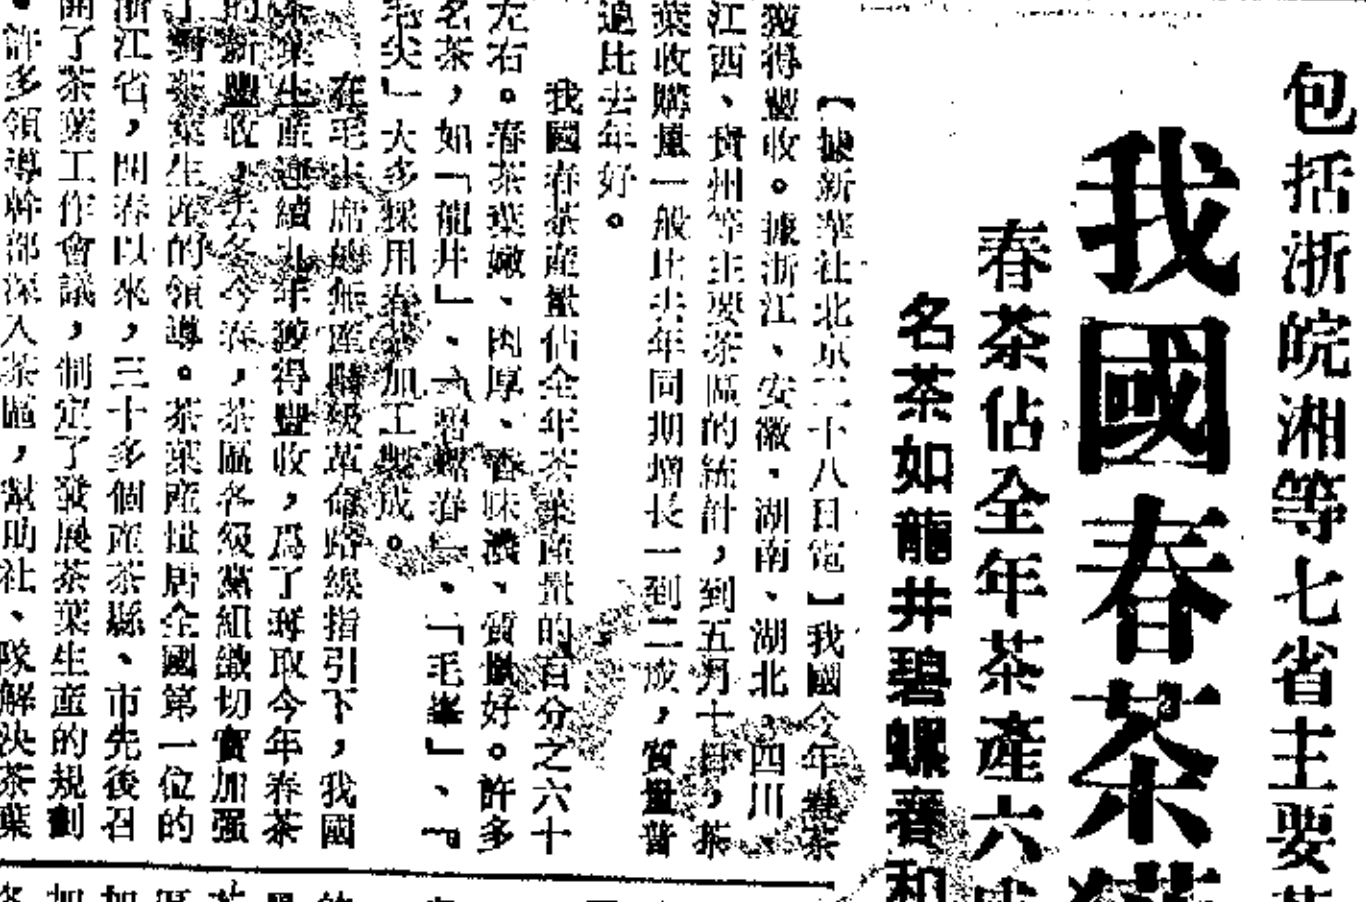 包括浙皖湘等七省主要
我國春茶
春茶佔全年茶產六
名茶如龍井碧螺春和
【據新華社北京二十八日電】我國今年春茶
獲得豐收。據浙江、安徽、湖南、湖北、四川、
江西、貴州等主要茶區的統計，到五月十日，茶
葉收購量一般比去年同期增長一到二成，質量普
遍比去年好。
我國春茶產量佔全年茶葉產量的百分之六十
左右。春茶葉嫩、肉厚、香味濃、質量好。許多
名茶，如「龍井」、「碧螺春」、「毛峯」、「
毛尖」大多採用春茶加工製成。
在毛主席的無產階級革命路線指引下，我國
茶葉生產連續九年獲得豐收，爲了奪取今年春茶
的新豐收，去冬今春，茶區各級黨組織切實加强
了對茶葉生產的領導。茶葉產量居全國第一位的
浙江省，開春以來，三十多個產茶縣、市先後召
開了茶葉工作會議，制定了發展茶葉生產的規劃
。許多領導幹部深入茶區，幫助社、隊解決茶葉